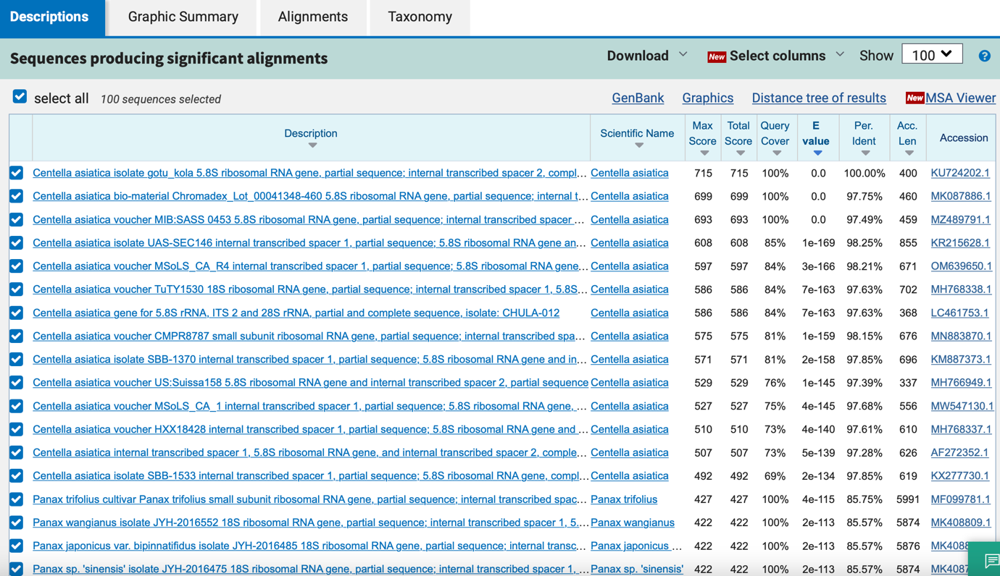 Descriptions Graphic Summary Alignments Taxonomy
Sequences producing significant alignments Download New Select columns Show 100 ?
select all 100 sequences selected GenBank Graphics Distance tree of results New MSA Viewer
Description Scientific Name Max Score Total Score Query Cover E value Per. Ident Acc. Len Accession
Centella asiatica isolate gotu_kola 5.8S ribosomal RNA gene, partial sequence; internal transcribed spacer 2, compl... Centella asiatica 715 715 100% 0.0 100.00% 400 KU724202.1
Centella asiatica bio-material Chromadex_Lot_00041348-460 5.8S ribosomal RNA gene, partial sequence; internal t... Centella asiatica 699 699 100% 0.0 97.75% 460 MK087886.1
Centella asiatica voucher MIB:SASS 0453 5.8S ribosomal RNA gene, partial sequence; internal transcribed spacer ... Centella asiatica 693 693 100% 0.0 97.49% 459 MZ489791.1
Centella asiatica isolate UAS-SEC146 internal transcribed spacer 1, partial sequence; 5.8S ribosomal RNA gene an... Centella asiatica 608 608 85% 1e-169 98.25% 855 KR215628.1
Centella asiatica voucher MSoLS_CA_R4 internal transcribed spacer 1, partial sequence; 5.8S ribosomal RNA gene... Centella asiatica 597 597 84% 3e-166 98.21% 671 OM639650.1
Centella asiatica voucher TuTY1530 18S ribosomal RNA gene, partial sequence; internal transcribed spacer 1, 5.8S... Centella asiatica 586 586 84% 7e-163 97.63% 702 MH768338.1
Centella asiatica gene for 5.8S rRNA, ITS 2 and 28S rRNA, partial and complete sequence, isolate: CHULA-012 Centella asiatica 586 586 84% 7e-163 97.63% 368 LC461753.1
Centella asiatica voucher CMPR8787 small subunit ribosomal RNA gene, partial sequence; internal transcribed spa... Centella asiatica 575 575 81% 1e-159 98.15% 676 MN883870.1
Centella asiatica isolate SBB-1370 internal transcribed spacer 1, partial sequence; 5.8S ribosomal RNA gene and in... Centella asiatica 571 571 81% 2e-158 97.85% 696 KM887373.1
Centella asiatica voucher US:Suissa158 5.8S ribosomal RNA gene and internal transcribed spacer 2, partial sequence Centella asiatica 529 529 76% 1e-145 97.39% 337 MH766949.1
Centella asiatica voucher MSoLS_CA_1 internal transcribed spacer 1, partial sequence; 5.8S ribosomal RNA gene, ... Centella asiatica 527 527 75% 4e-145 97.68% 556 MW547130.1
Centella asiatica voucher HXX18428 internal transcribed spacer 1, partial sequence; 5.8S ribosomal RNA gene and ... Centella asiatica 510 510 73% 4e-140 97.61% 610 MH768337.1
Centella asiatica internal transcribed spacer 1, 5.8S ribosomal RNA gene, and internal transcribed spacer 2, comple... Centella asiatica 507 507 73% 5e-139 97.28% 626 AF272352.1
Centella asiatica isolate SBB-1533 internal transcribed spacer 1, partial sequence; 5.8S ribosomal RNA gene, compl... Centella asiatica 492 492 69% 2e-134 97.85% 619 KX277730.1
Panax trifolius cultivar Panax trifolius small subunit ribosomal RNA gene, partial sequence; internal transcribed spac... Panax trifolius 427 427 100% 4e-115 85.75% 5991 MF099781.1
Panax wangianus isolate JYH-2016552 18S ribosomal RNA gene, partial sequence; internal transcribed spacer 1, 5.... Panax wangianus 422 422 100% 2e-113 85.57% 5874 MK408809.1
Panax japonicus var. bipinnatifidus isolate JYH-2016485 18S ribosomal RNA gene, partial sequence; internal transc... Panax japonicus ... 422 422 100% 2e-113 85.57% 5876 MK4088
Panax sp. 'sinensis' isolate JYH-2016475 18S ribosomal RNA gene, partial sequence; internal transcribed spacer 1, ... Panax sp. 'sinensis' 422 422 100% 2e-113 85.57% 5874 MK4087